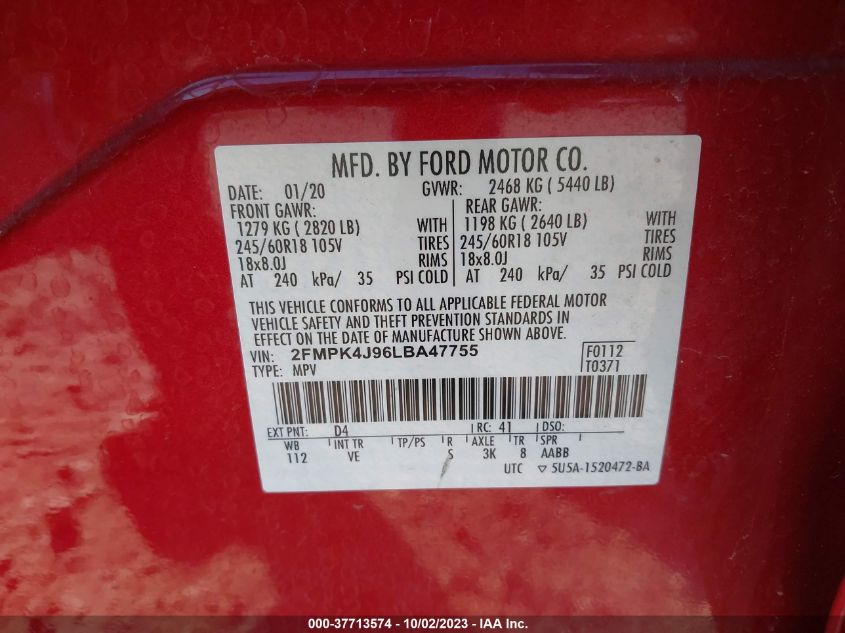 MFD. BY FORD MOTOR CO.
DATE: 01/20 GVWR: 2468 KG ( 5440 LB)
FRONT GAWR: REAR GAWR:
1279 KG ( 2820 LB) WITH 1198 KG ( 2640 LB) WITH
245/60R18 105V TIRES 245/60R18 105V TIRES
18x8.0J RIMS 18x8.0J RIMS
AT 240 kPa/ 35 PSI COLD AT 240 kPa/ 35 PSI COLD
THIS VEHICLE CONFORMS TO ALL APPLICABLE FEDERAL MOTOR
VEHICLE SAFETY AND THEFT PREVENTION STANDARDS IN
EFFECT ON THE DATE OF MANUFACTURE SHOWN ABOVE.
VIN: 2FMPK4J96LBA47755 F0112
TYPE: MPV T0371
EXT PNT: D4 RC: 41 DSO:
WB INT TR TP/PS R AXLE TR SPR
112 VE S 3K 8 AABB
UTC ▽ 5U5A-1520472-BA
000-37713574 - 10/02/2023 - IAA Inc.